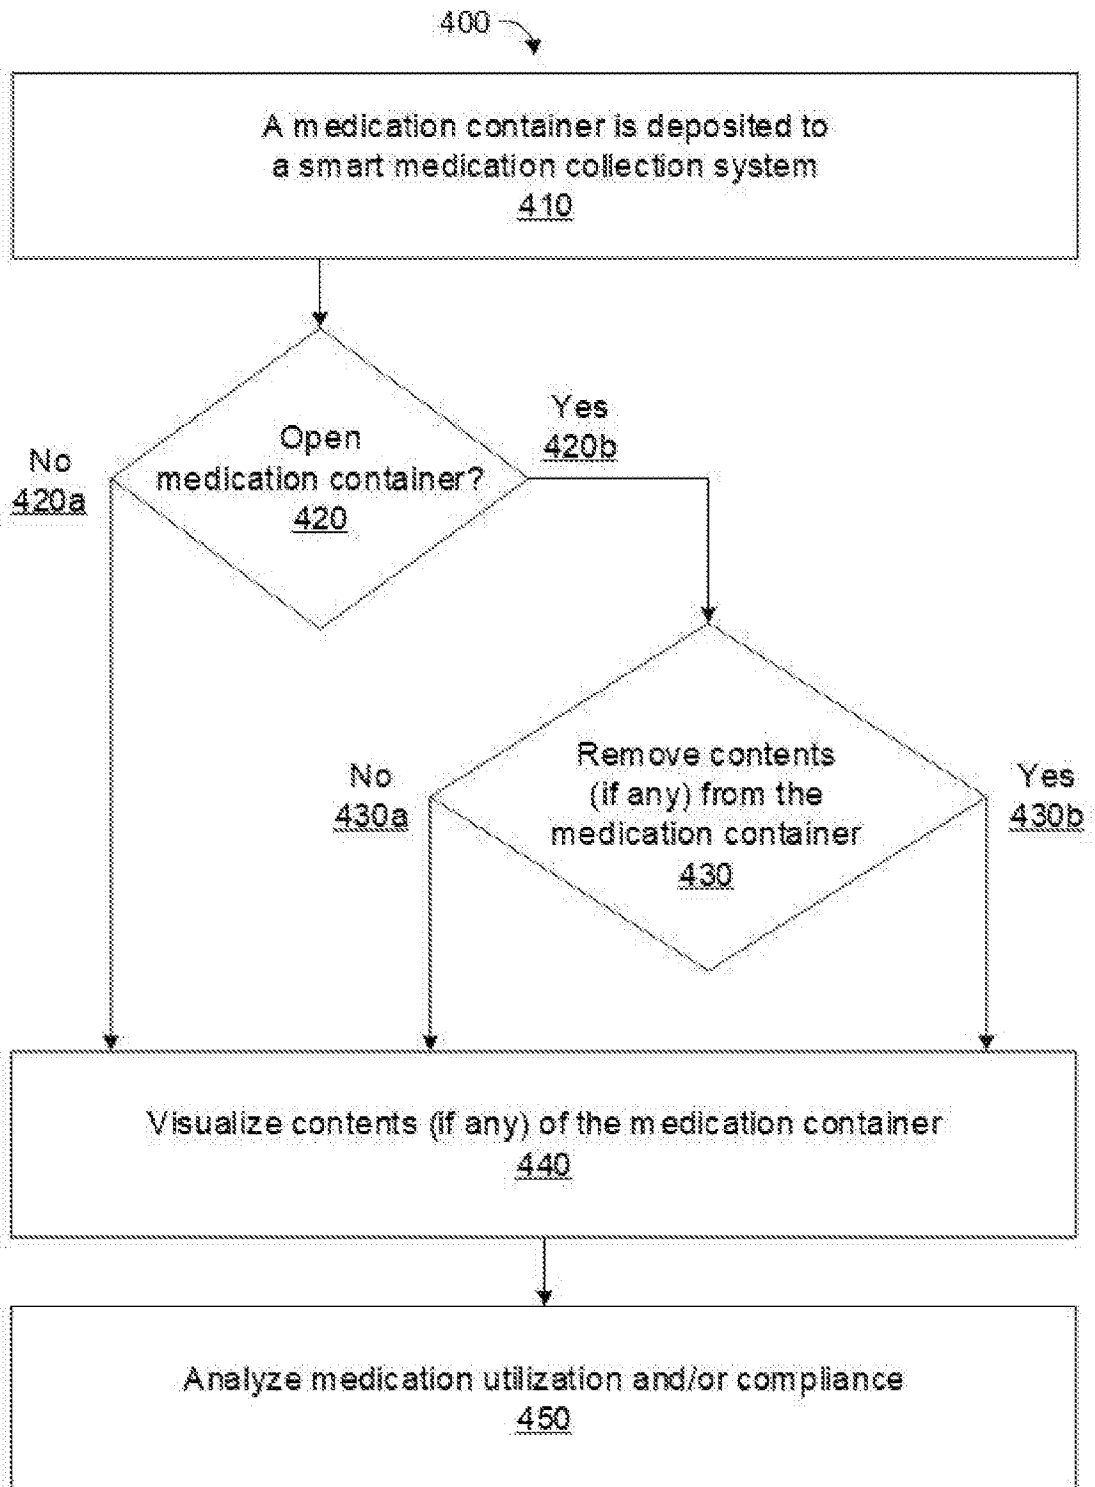 400
A medication container is deposited to
a smart medication collection system
410
Open
medication container?
420
No
420a
Yes
420b
Remove contents
(if any) from the
medication container
430
No
430a
Yes
430b
Visualize contents (if any) of the medication container
440
Analyze medication utilization and/or compliance
450